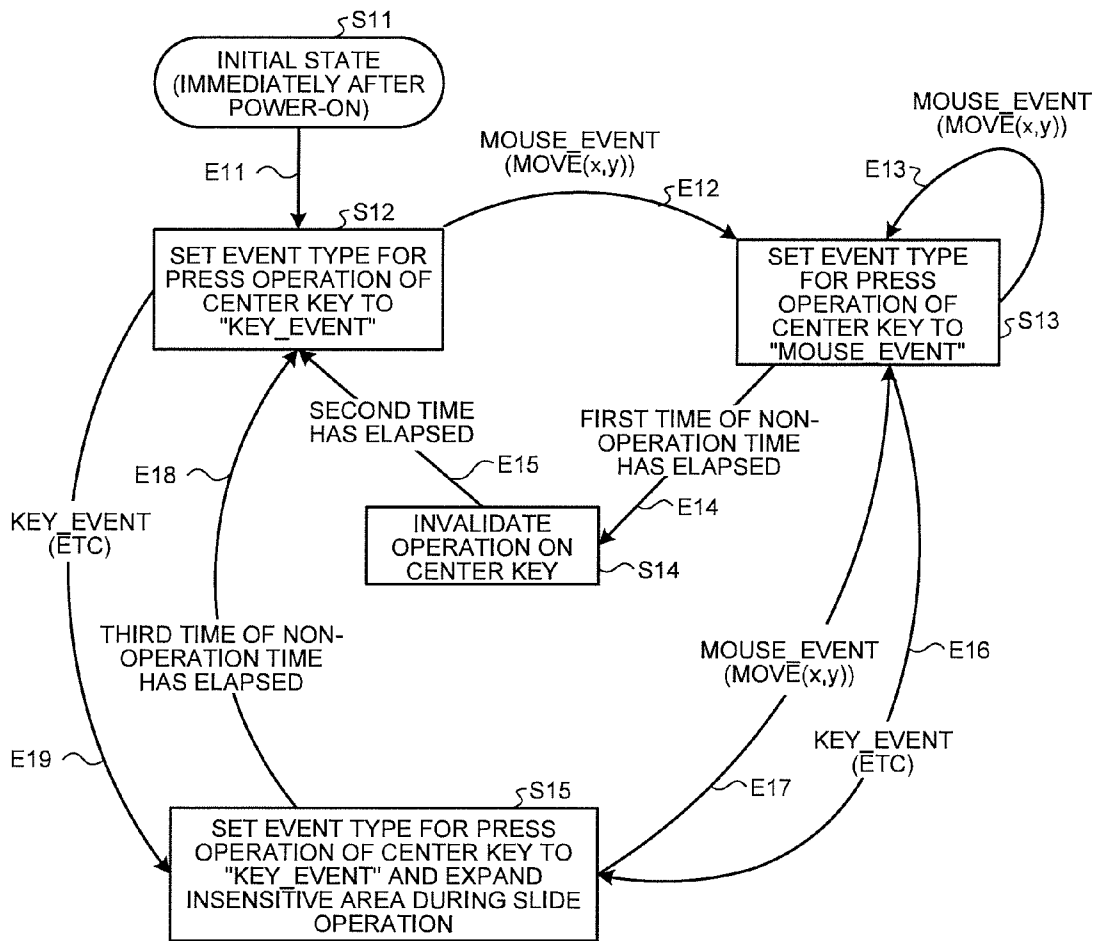 S11
INITIAL STATE
(IMMEDIATELY AFTER
POWER-ON)
E11
MOUSE_EVENT
(MOVE(x,y))
E12
MOUSE_EVENT
(MOVE(x,y))
E13
S12
SET EVENT TYPE FOR
PRESS OPERATION OF
CENTER KEY TO
"KEY_EVENT"
SET EVENT TYPE
FOR PRESS
OPERATION OF
CENTER KEY TO
"MOUSE_EVENT"
S13
SECOND TIME
HAS ELAPSED
E15
FIRST TIME OF NON-
OPERATION TIME
HAS ELAPSED
E14
E18
KEY_EVENT
(ETC)
INVALIDATE
OPERATION ON
CENTER KEY
S14
THIRD TIME OF NON-
OPERATION TIME
HAS ELAPSED
MOUSE_EVENT
(MOVE(x,y))
E16
E19
KEY_EVENT
(ETC)
E17
S15
SET EVENT TYPE FOR PRESS
OPERATION OF CENTER KEY TO
"KEY_EVENT" AND EXPAND
INSENSITIVE AREA DURING SLIDE
OPERATION